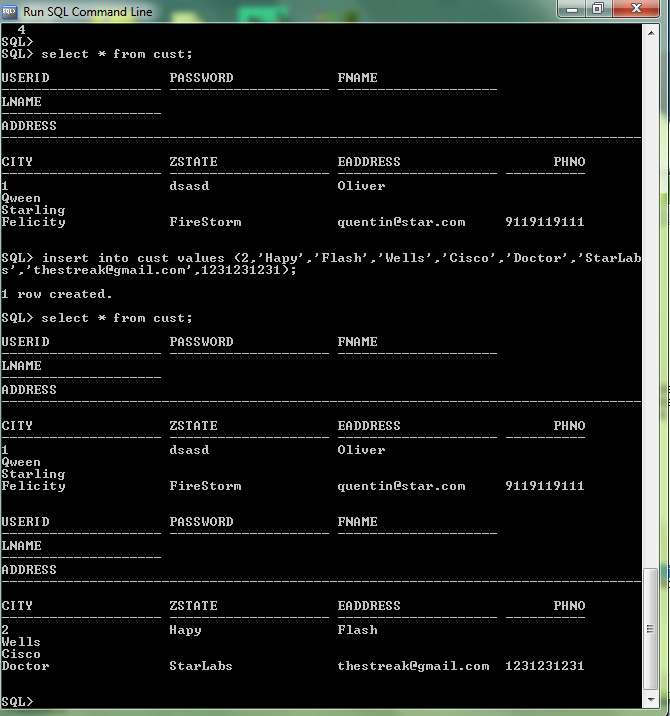 Run SQL Command Line
4
SQL>
SQL> select * from cust;
USERID PASSWORD FNAME
LNAME
ADDRESS
CITY ZSTATE EADDRESS PHNO
1 dsasd Oliver
Qween
Starling
Felicity FireStorm quentin@star.com 9119119111
SQL> insert into cust values (2,'Hapy','Flash','Wells','Cisco','Doctor','StarLab
s','thestreak@gmail.com',1231231231);
1 row created.
SQL> select * from cust;
USERID PASSWORD FNAME
LNAME
ADDRESS
CITY ZSTATE EADDRESS PHNO
1 dsasd Oliver
Qween
Starling
Felicity FireStorm quentin@star.com 9119119111
USERID PASSWORD FNAME
LNAME
ADDRESS
CITY ZSTATE EADDRESS PHNO
2 Hapy Flash
Wells
Cisco
Doctor StarLabs thestreak@gmail.com 1231231231
SQL>